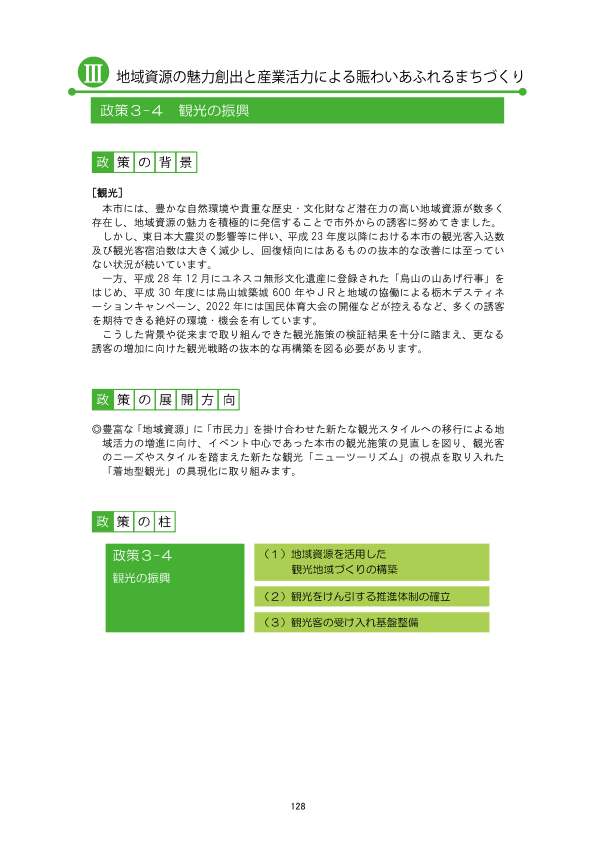 Ⅲ 地域資源の魅力創出と産業活力による賑わいあふれるまちづくり
政策３-４　観光の振興
政策の背景
［観光］
本市には、豊かな自然環境や貴重な歴史・文化財など潜在力の高い地域資源が数多く
存在し、地域資源の魅力を積極的に発信することで市外からの誘客に努めてきました。
しかし、東日本大震災の影響等に伴い、平成 23 年度以降における本市の観光客入込数
及び観光客宿泊数は大きく減少し、回復傾向にはあるものの抜本的な改善には至ってい
ない状況が続いています。
一方、平成 28 年 12 月にユネスコ無形文化遺産に登録された「烏山の山あげ行事」を
はじめ、平成 30 年度には烏山城築城 600 年やＪＲと地域の協働による栃木デスティネ
ーションキャンペーン、2022 年には国民体育大会の開催などが控えるなど、多くの誘客
を期待できる絶好の環境・機会を有しています。
こうした背景や従来まで取り組んできた観光施策の検証結果を十分に踏まえ、更なる
誘客の増加に向けた観光戦略の抜本的な再構築を図る必要があります。
政策の展開方向
◎豊富な「地域資源」に「市民力」を掛け合わせた新たな観光スタイルへの移行による地
域活力の増進に向け、イベント中心であった本市の観光施策の見直しを図り、観光客
のニーズやスタイルを踏まえた新たな観光「ニューツーリズム」の視点を取り入れた
「着地型観光」の具現化に取り組みます。
政策の柱
政策３-４
観光の振興
（１）地域資源を活用した
観光地域づくりの構築
（２）観光をけん引する推進体制の確立
（３）観光客の受け入れ基盤整備
128